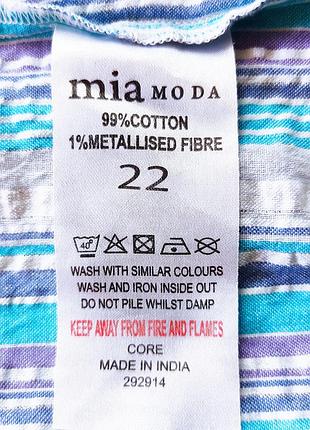 mia MODA
99%COTTON
1%METALLISED FIBRE
22
40°
WASH WITH SIMILAR COLOURS
WASH AND IRON INSIDE OUT
DO NOT PILE WHILST DAMP
KEEP AWAY FROM FIRE AND FLAMES
CORE
MADE IN INDIA
292914